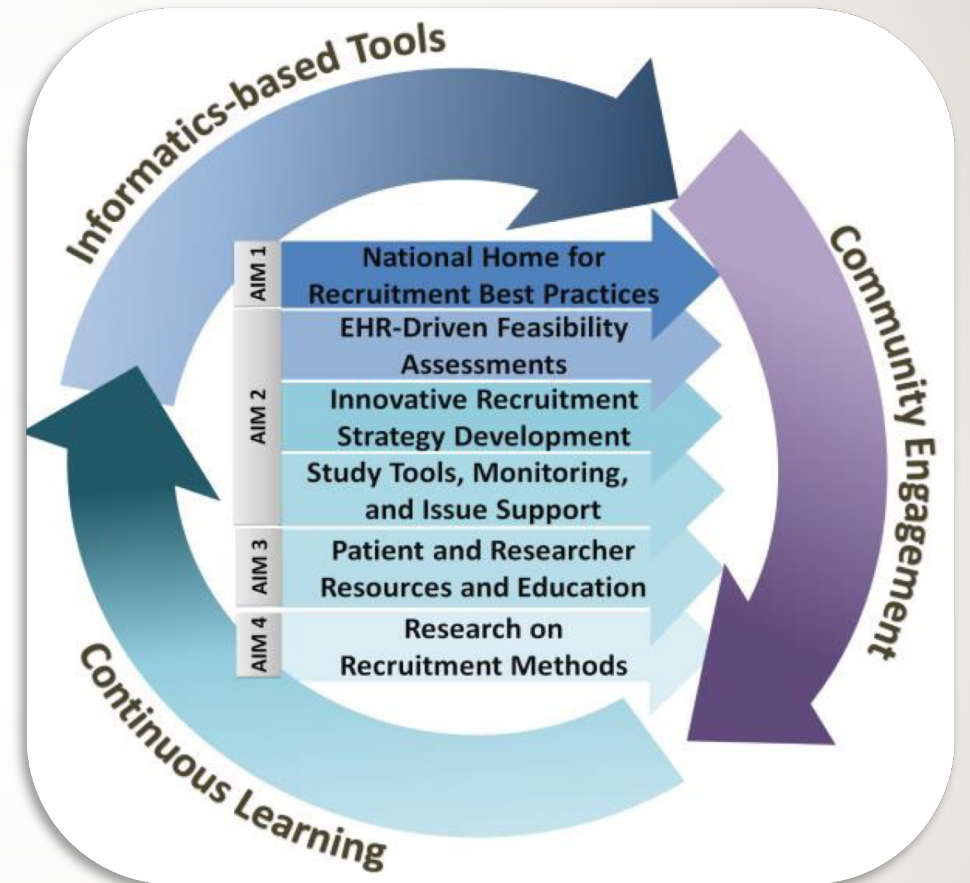 Informatics-based Tools
Community Engagement
Continuous Learning
AIM 1
National Home for
Recruitment Best Practices
AIM 2
EHR-Driven Feasibility
Assessments
Innovative Recruitment
Strategy Development
Study Tools, Monitoring,
and Issue Support
AIM 3
Patient and Researcher
Resources and Education
AIM 4
Research on
Recruitment Methods